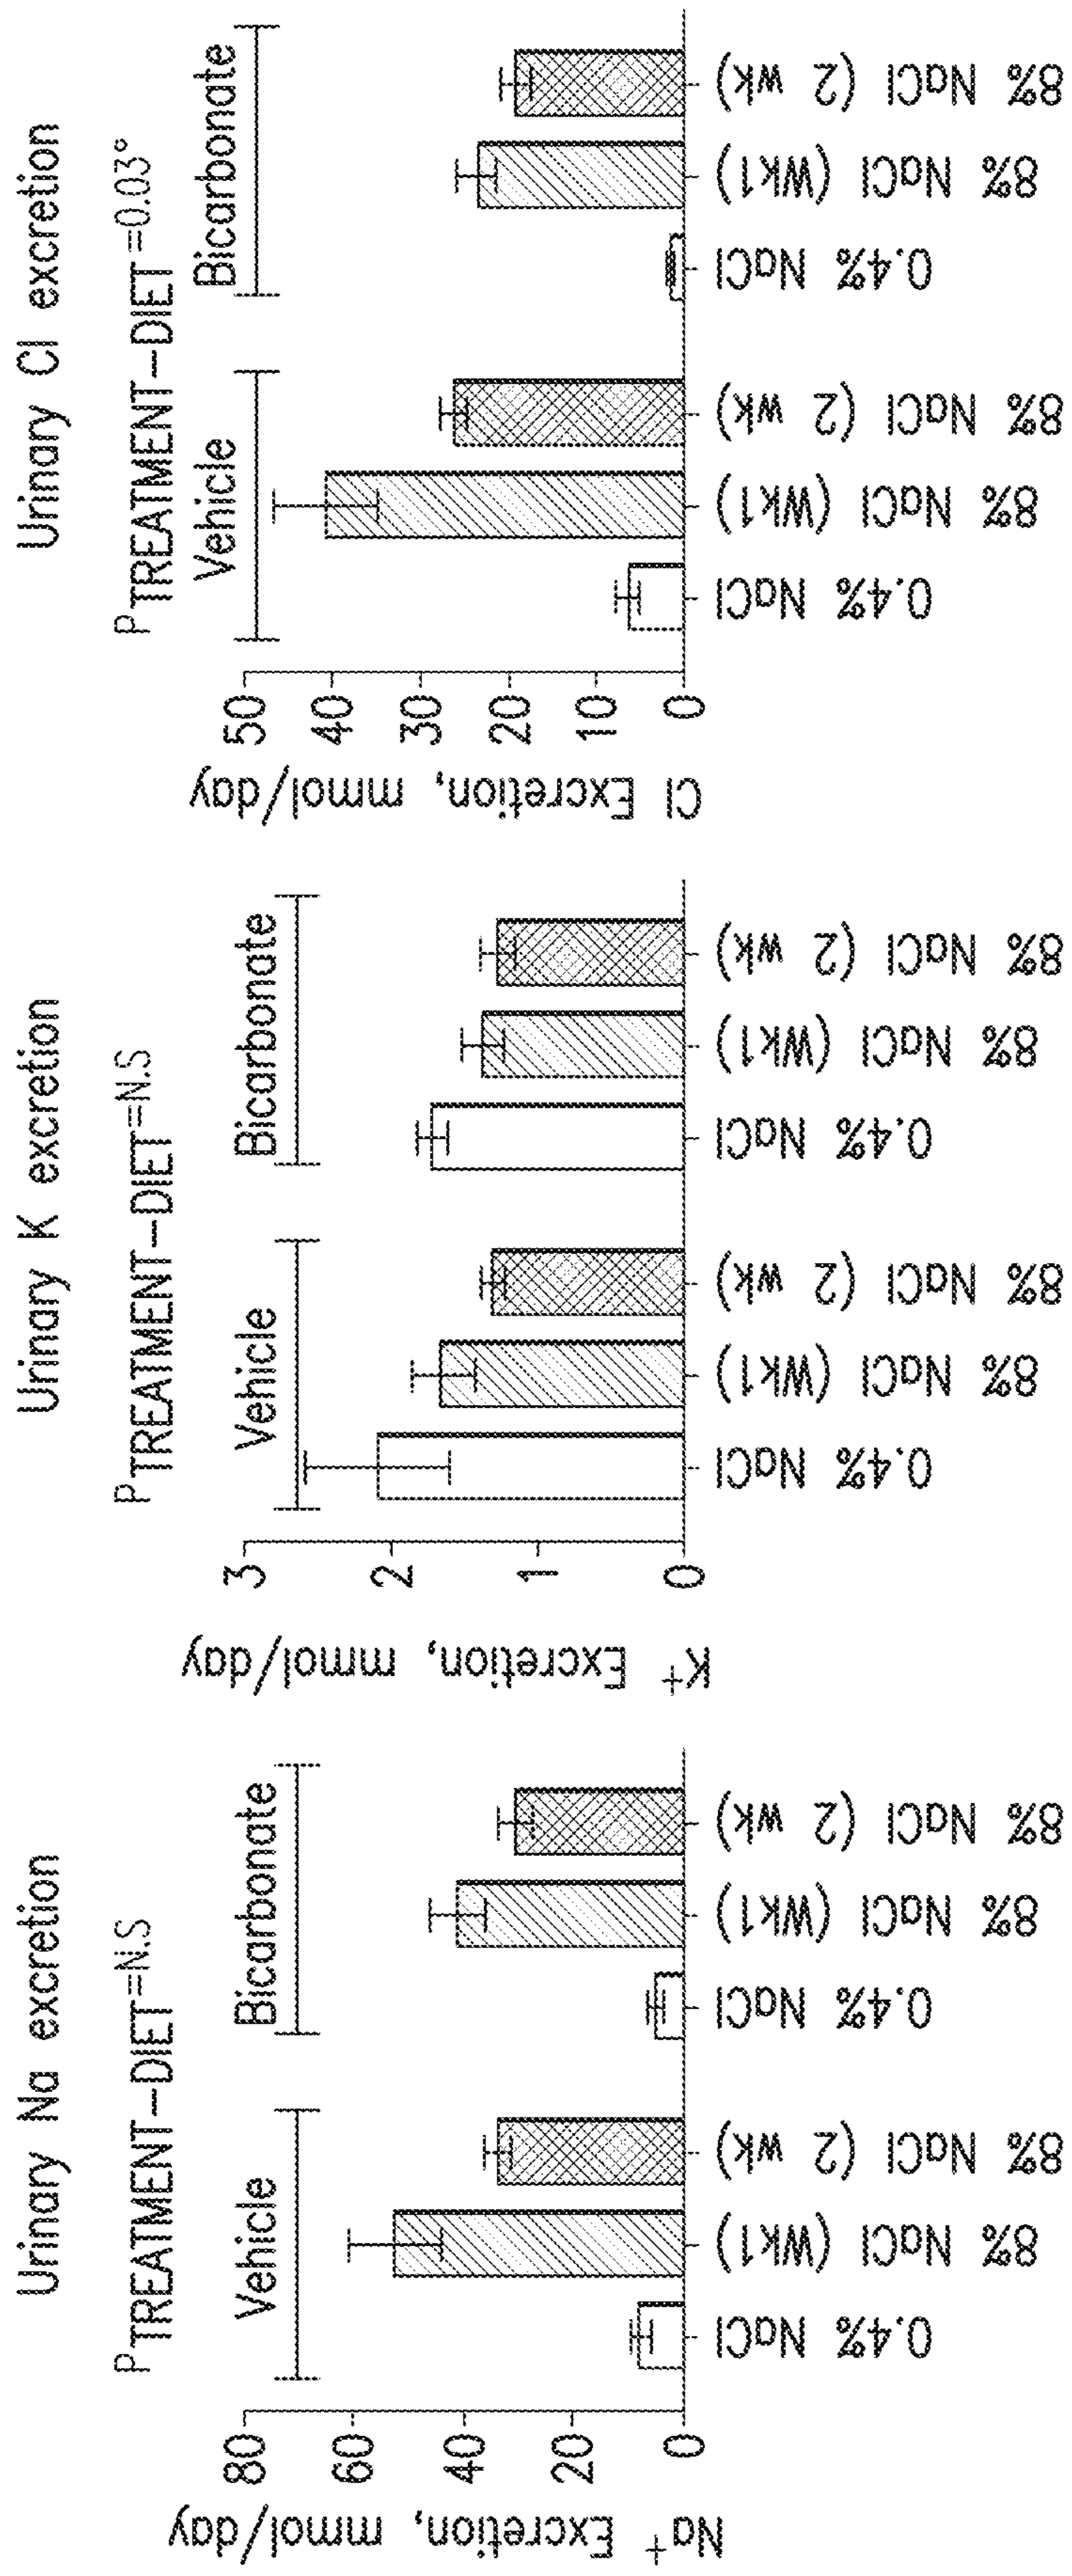 Urinary Na excretion
PTREATMENT-DIET=N.S
Vehicle
Bicarbonate
80
60
40
20
0
Na+ Excretion, mmol/day
0.4% NaCl
8% NaCl (Wk1)
8% NaCl (2 wk)
0.4% NaCl
8% NaCl (Wk1)
8% NaCl (2 wk)
Urinary K excretion
PTREATMENT-DIET=N.S
Vehicle
Bicarbonate
3
2
1
0
K+ Excretion, mmol/day
0.4% NaCl
8% NaCl (Wk1)
8% NaCl (2 wk)
0.4% NaCl
8% NaCl (Wk1)
8% NaCl (2 wk)
Urinary Cl excretion
PTREATMENT-DIET=0.03°
Vehicle
Bicarbonate
50
40
30
20
10
0
Cl Excretion, mmol/day
0.4% NaCl
8% NaCl (Wk1)
8% NaCl (2 wk)
0.4% NaCl
8% NaCl (Wk1)
8% NaCl (2 wk)